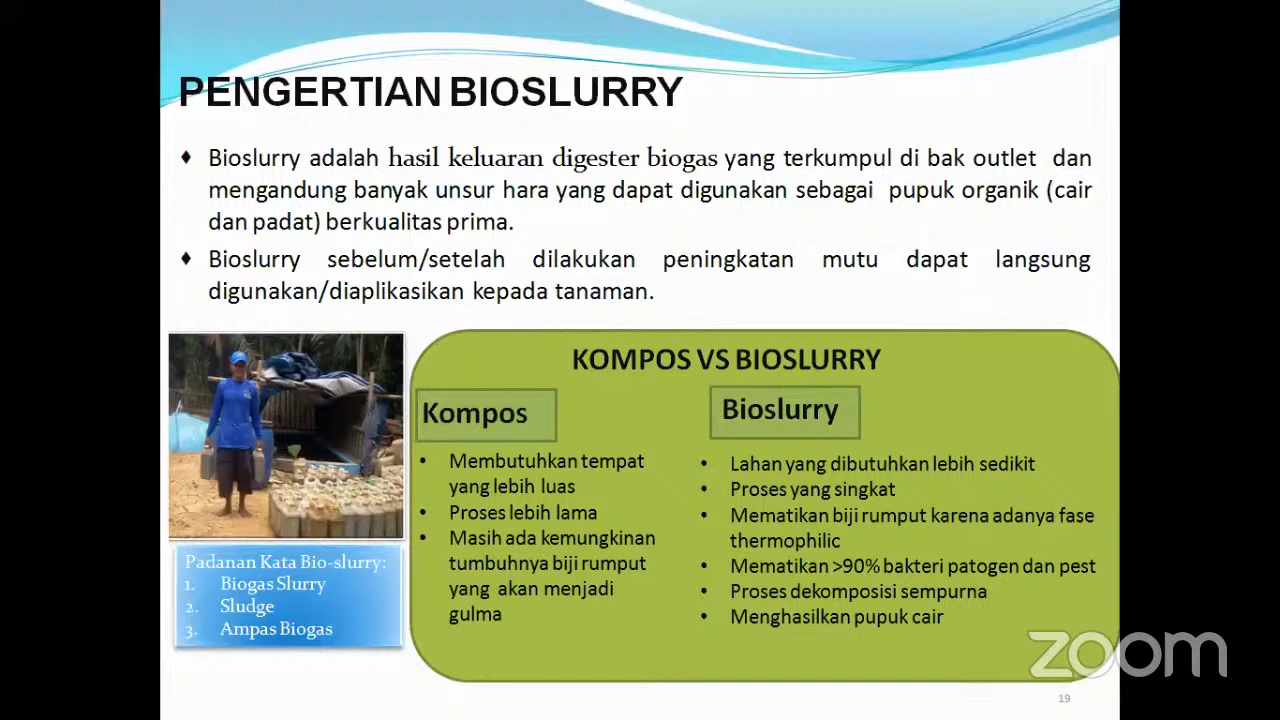 PENGERTIAN BIOSLURRY
♦ Bioslurry adalah hasil keluaran digester biogas yang terkumpul di bak outlet dan
mengandung banyak unsur hara yang dapat digunakan sebagai pupuk organik (cair
dan padat) berkualitas prima.
♦ Bioslurry sebelum/setelah dilakukan peningkatan mutu dapat langsung
digunakan/diaplikasikan kepada tanaman.
Padanan Kata Bio-slurry:
1. Biogas Slurry
2. Sludge
3. Ampas Biogas
KOMPOS VS BIOSLURRY
Kompos
• Membutuhkan tempat
yang lebih luas
• Proses lebih lama
• Masih ada kemungkinan
tumbuhnya biji rumput
yang akan menjadi
gulma
Bioslurry
• Lahan yang dibutuhkan lebih sedikit
• Proses yang singkat
• Mematikan biji rumput karena adanya fase
thermophilic
• Mematikan >90% bakteri patogen dan pest
• Proses dekomposisi sempurna
• Menghasilkan pupuk cair
zoom
19